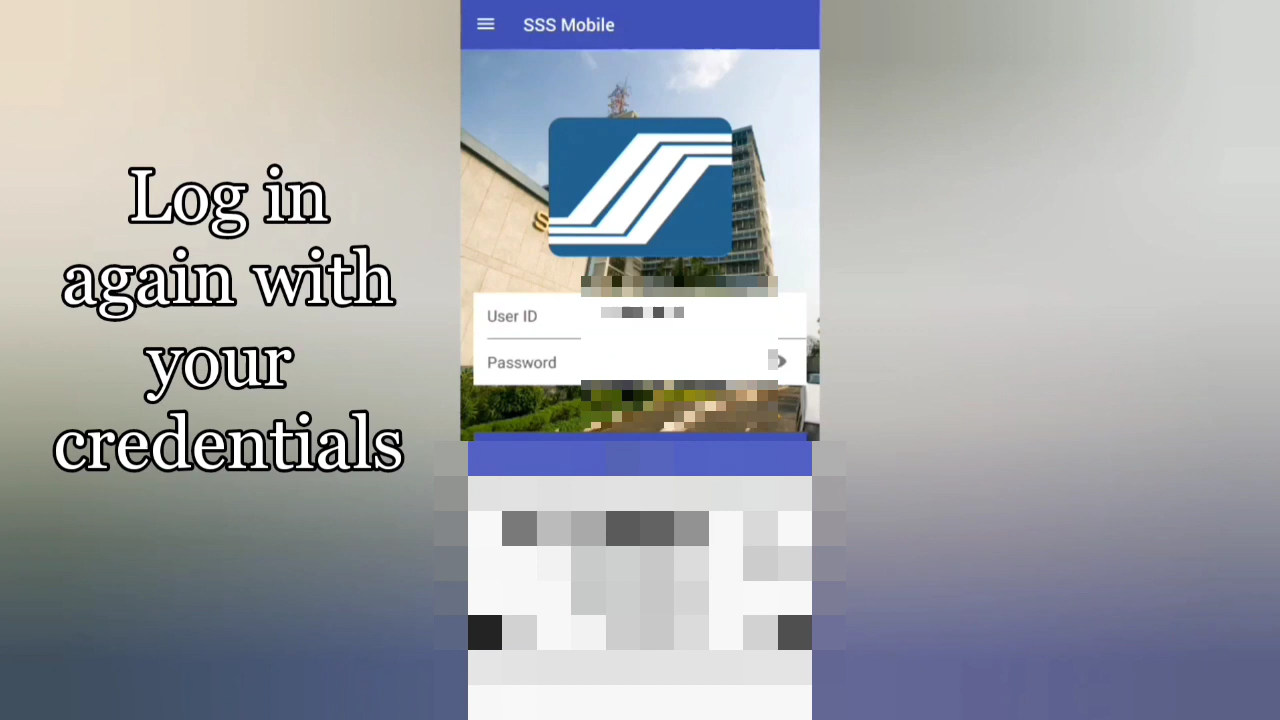 Log in
again with
your
credentials
SSS Mobile
User ID
Password